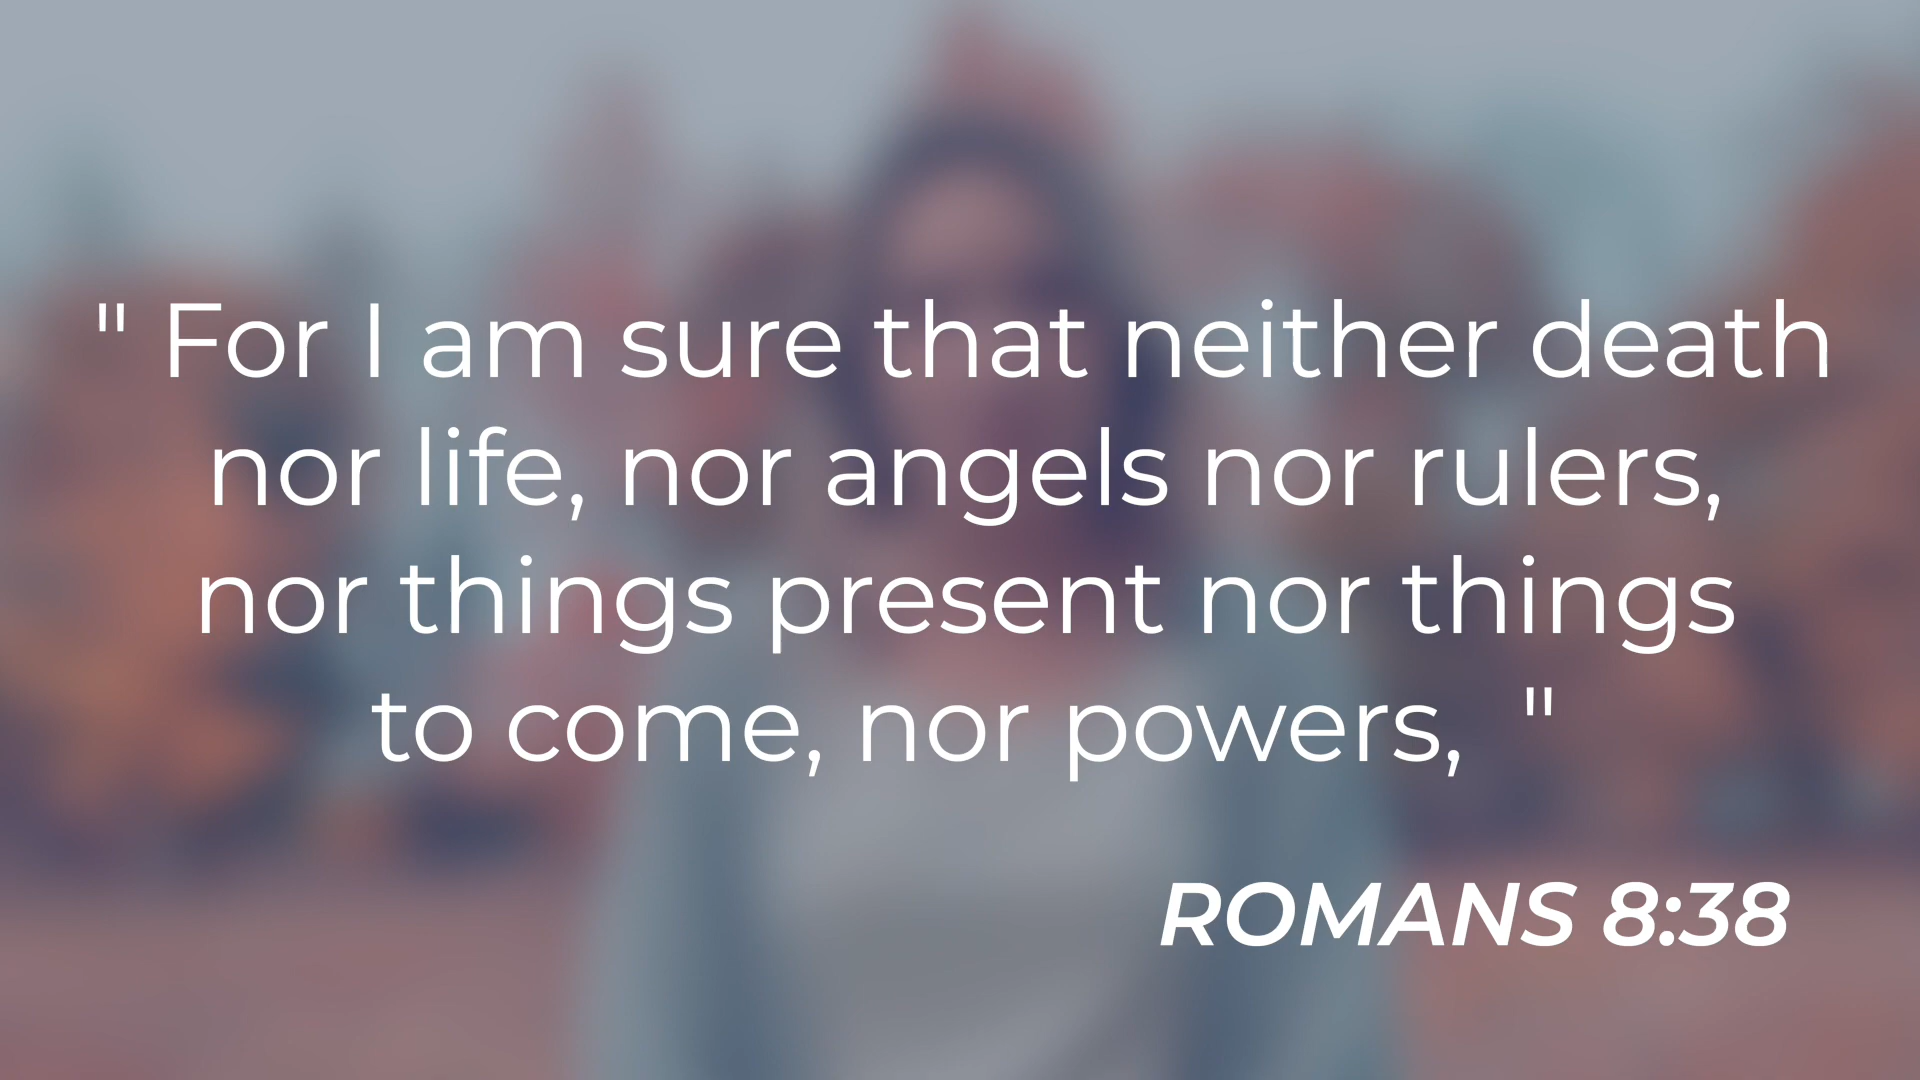 " For I am sure that neither death
nor life, nor angels nor rulers,
nor things present nor things
to come, nor powers,  "
ROMANS 8:38